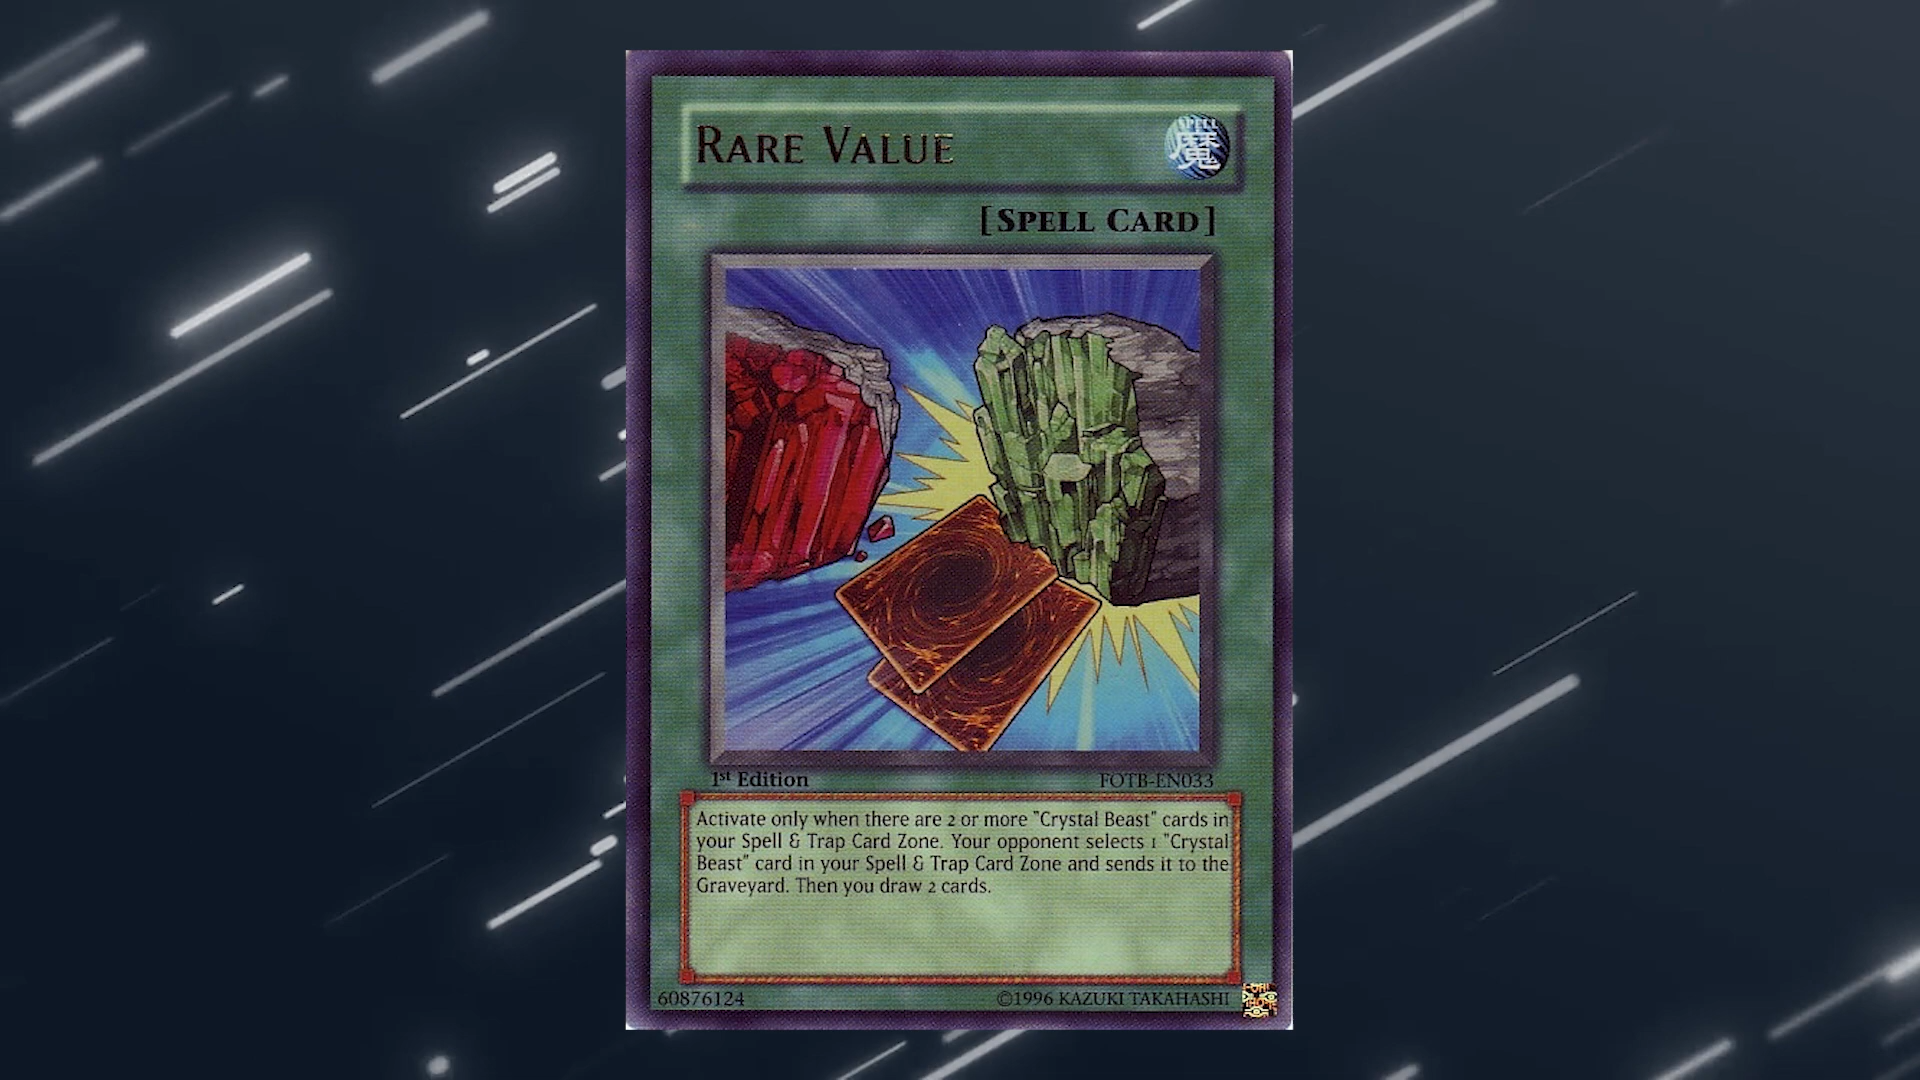 RARE VALUE
SPELL
魔
[SPELL CARD]
1st Edition
FOTB-EN033
Activate only when there are 2 or more "Crystal Beast" cards in
your Spell & Trap Card Zone. Your opponent selects 1 "Crystal
Beast" card in your Spell & Trap Card Zone and sends it to the
Graveyard. Then you draw 2 cards.
60876124
©1996 KAZUKI TAKAHASHI